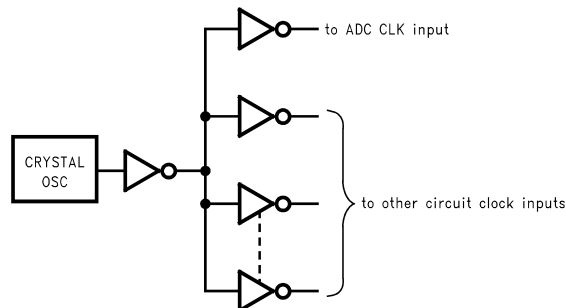 to ADC CLK input
CRYSTAL
OSC
to other circuit clock inputs